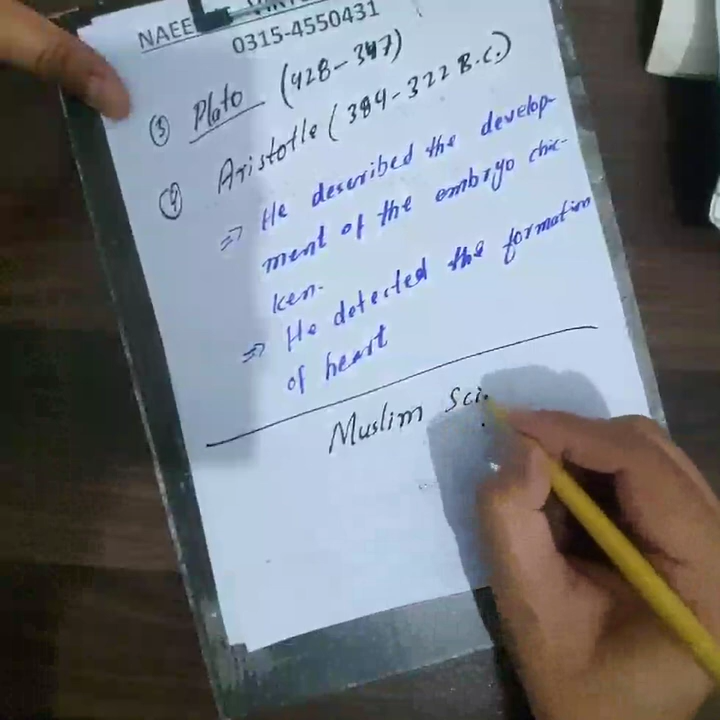 NAEE
0315-4550431
③ Plato (428-347)
④ Aristotle (384-322 B.C.)
⇒ He described the develop-
ment of the embryo chic-
ken.
⇒ He detected the formation
of heart
Muslim Sci.